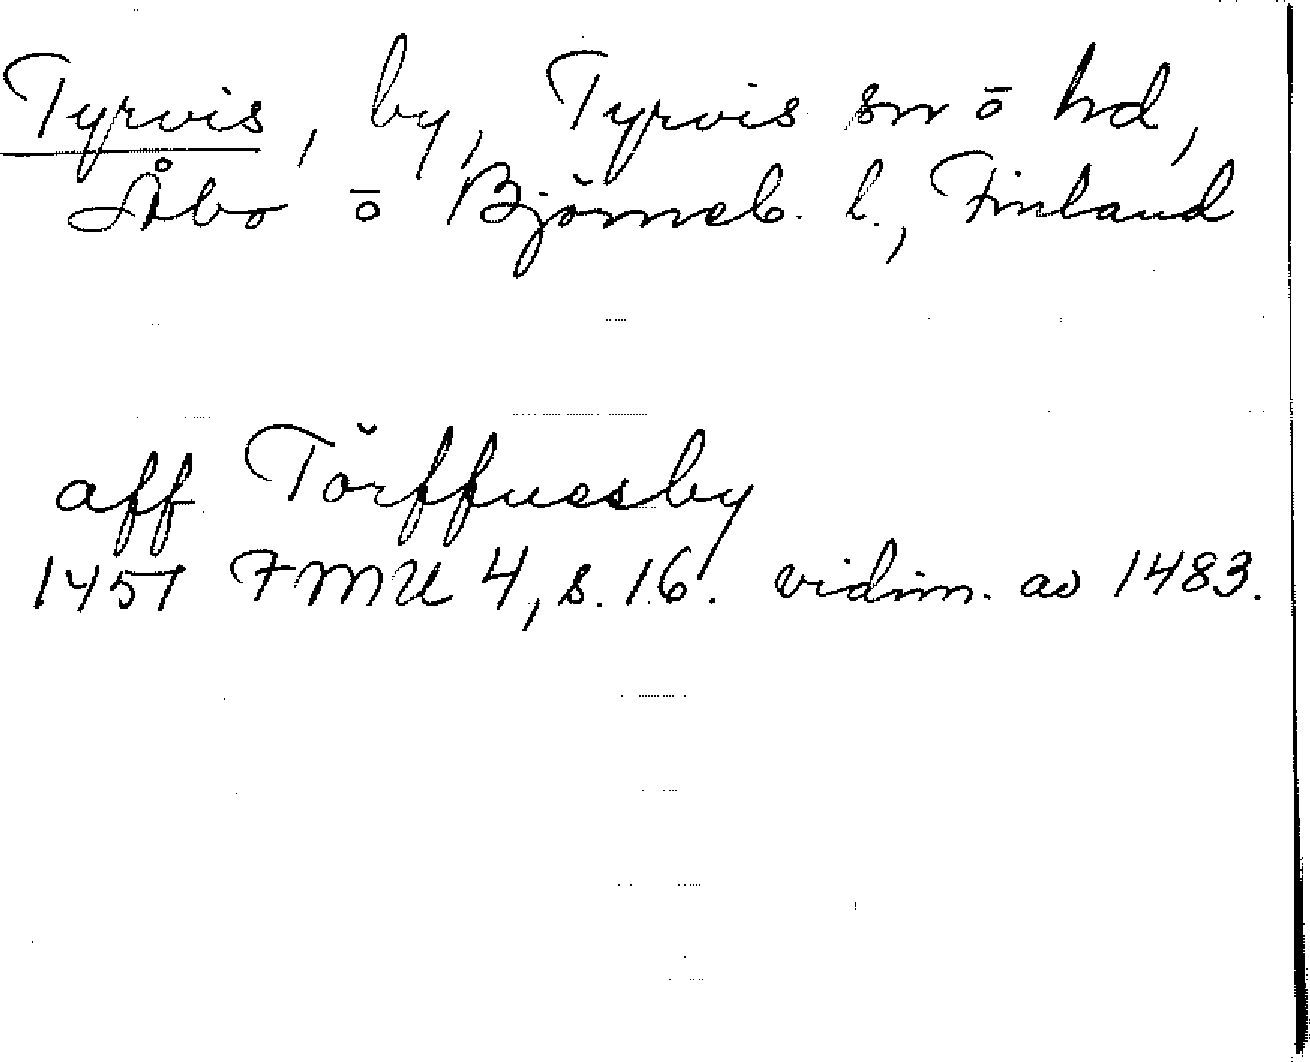 Tyrvis, by, Tyrvis sn o hd,
Åbo o Björneb. l., Finland
aff Törffuesby
1451 FMU 4, s. 16. vidim. av 1483.